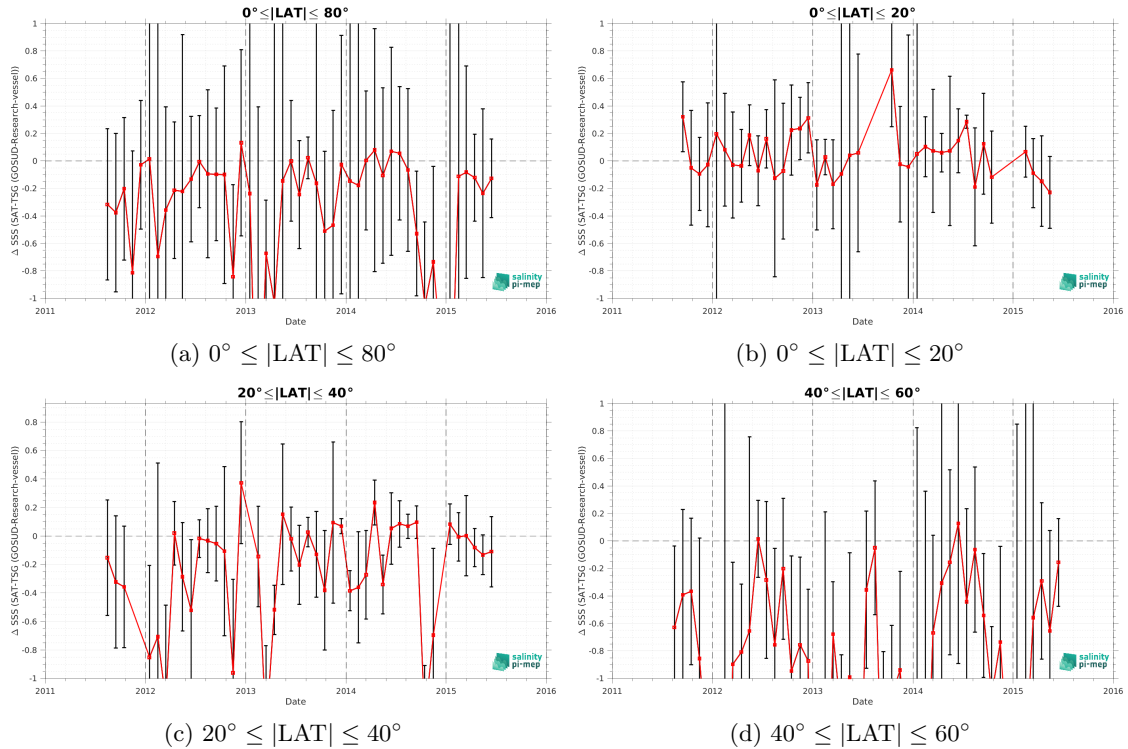 0°≤|LAT|≤ 80°
Δ SSS (SAT-TSG (GOSUD-Research-vessel))
1
0.8
0.6
0.4
0.2
0
-0.2
-0.4
-0.6
-0.8
-1
2011 2012 2013 2014 2015 2016
Date
salinity
pi-mep
(a) 0° ≤ |LAT| ≤ 80°
0°≤|LAT|≤ 20°
Δ SSS (SAT-TSG (GOSUD-Research-vessel))
1
0.8
0.6
0.4
0.2
0
-0.2
-0.4
-0.6
-0.8
-1
2011 2012 2013 2014 2015 2016
Date
salinity
pi-mep
(b) 0° ≤ |LAT| ≤ 20°
20°≤|LAT|≤ 40°
Δ SSS (SAT-TSG (GOSUD-Research-vessel))
0.8
0.6
0.4
0.2
0
-0.2
-0.4
-0.6
-0.8
-1
2011 2012 2013 2014 2015 2016
Date
salinity
pi-mep
(c) 20° ≤ |LAT| ≤ 40°
40°≤|LAT|≤ 60°
Δ SSS (SAT-TSG (GOSUD-Research-vessel))
1
0.8
0.6
0.4
0.2
0
-0.2
-0.4
-0.6
-0.8
-1
2011 2012 2013 2014 2015 2016
Date
salinity
pi-mep
(d) 40° ≤ |LAT| ≤ 60°